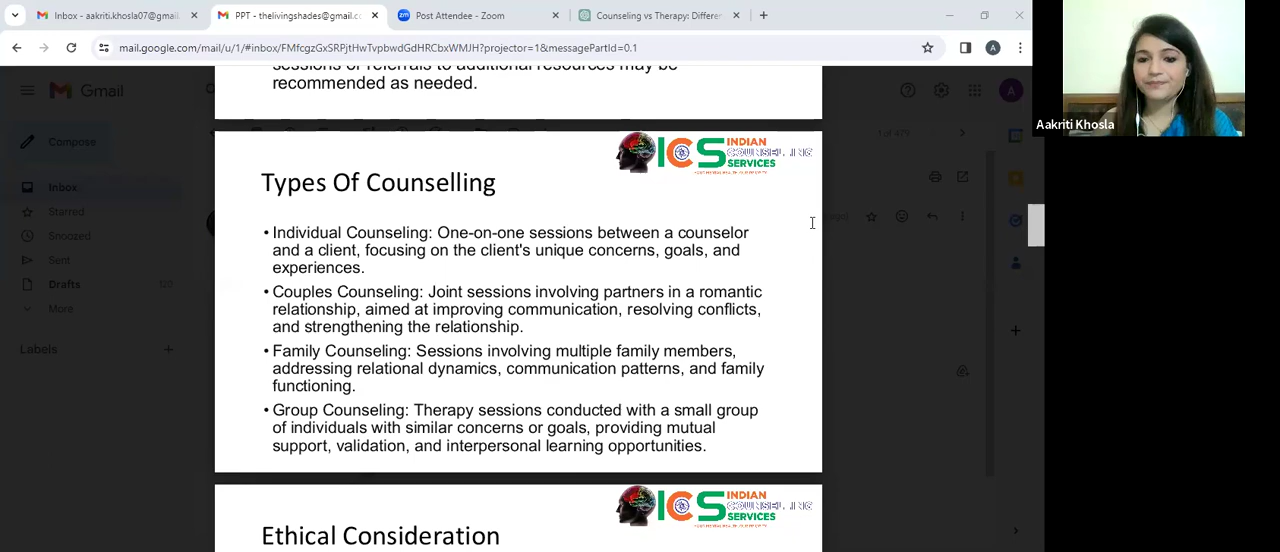 Inbox - aakriti.khosla07@gmail
PPT - thelivingshades@gmail.co
Post Attendee - Zoom
Counseling vs Therapy: Differen
mail.google.com/mail/u/1/#inbox/FMfcgzGxSRPjtHwTvpbwdGdHRCbxWMJH?projector=1&messagePartId=0.1
A
Gmail
A
Compose
Inbox
Starred
Snoozed
Sent
Drafts 120
More
Labels
1 of 479
sessions or referrals to additional resources may be
recommended as needed.
ICS INDIAN
COUNSELLING
SERVICES
Types Of Counselling
• Individual Counseling: One-on-one sessions between a counselor
and a client, focusing on the client's unique concerns, goals, and
experiences.
• Couples Counseling: Joint sessions involving partners in a romantic
relationship, aimed at improving communication, resolving conflicts,
and strengthening the relationship.
• Family Counseling: Sessions involving multiple family members,
addressing relational dynamics, communication patterns, and family
functioning.
• Group Counseling: Therapy sessions conducted with a small group
of individuals with similar concerns or goals, providing mutual
support, validation, and interpersonal learning opportunities.
ICS INDIAN
COUNSELLING
SERVICES
Ethical Consideration
Aakriti Khosla